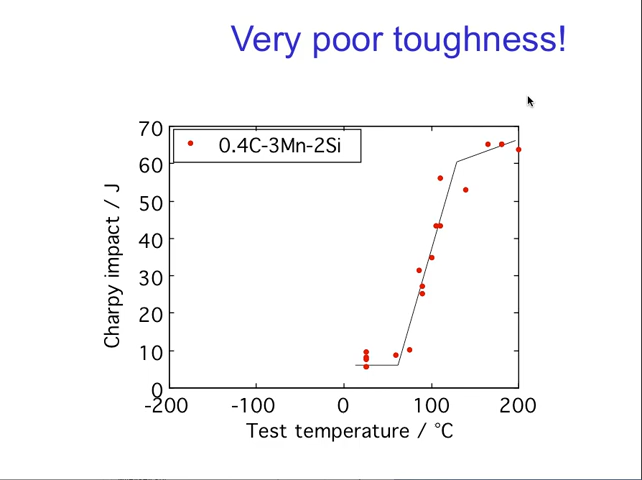 Very poor toughness!
70
0.4C-3Mn-2Si
60
50
40
30
20
10
0
Charpy impact / J
-200 -100 0 100 200
Test temperature / °C